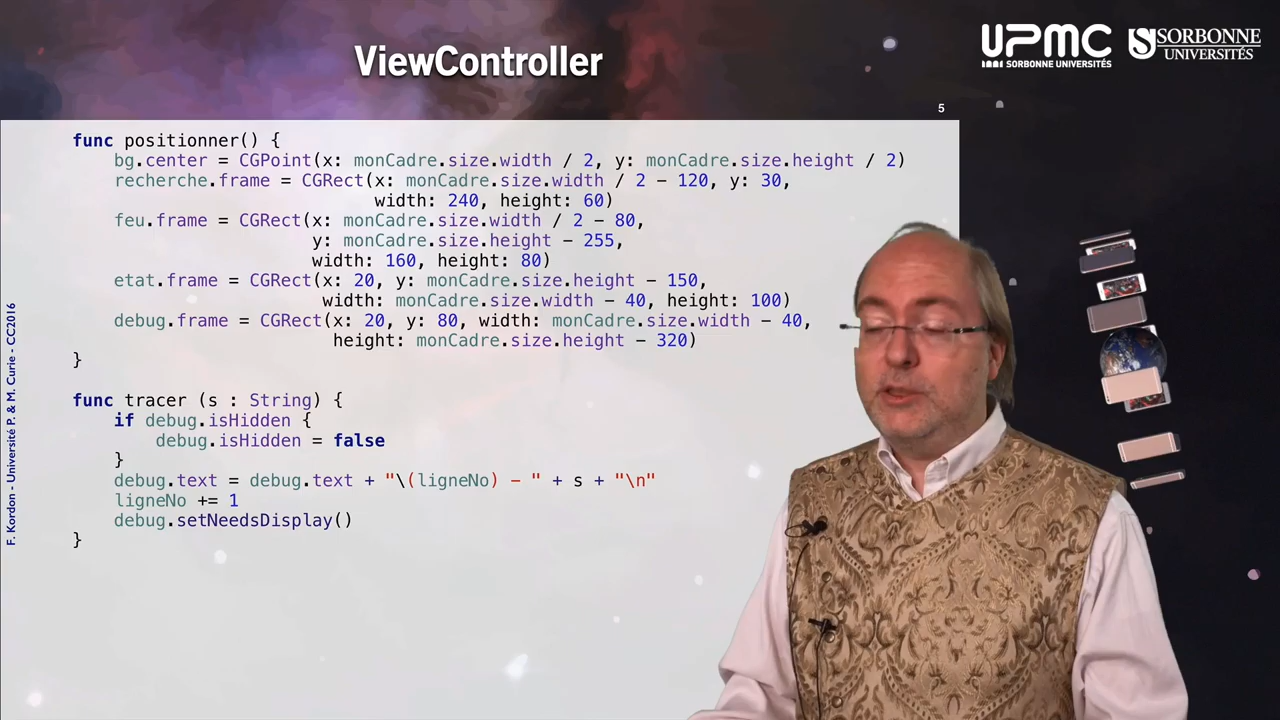 ViewController
UPMC
SORBONNE UNIVERSITÉS
S SORBONNE
UNIVERSITÉS
5
func positionner() {
bg.center = CGPoint(x: monCadre.size.width / 2, y: monCadre.size.height / 2)
recherche.frame = CGRect(x: monCadre.size.width / 2 - 120, y: 30,
width: 240, height: 60)
feu.frame = CGRect(x: monCadre.size.width / 2 - 80,
y: monCadre.size.height - 255,
width: 160, height: 80)
etat.frame = CGRect(x: 20, y: monCadre.size.height - 150,
width: monCadre.size.width - 40, height: 100)
debug.frame = CGRect(x: 20, y: 80, width: monCadre.size.width - 40,
height: monCadre.size.height - 320)
}
func tracer (s : String) {
if debug.isHidden {
debug.isHidden = false
}
debug.text = debug.text + "\(ligneNo) - " + s + "\n"
ligneNo += 1
debug.setNeedsDisplay()
}
F. Kordon - Université P. & M. Curie - CC2016